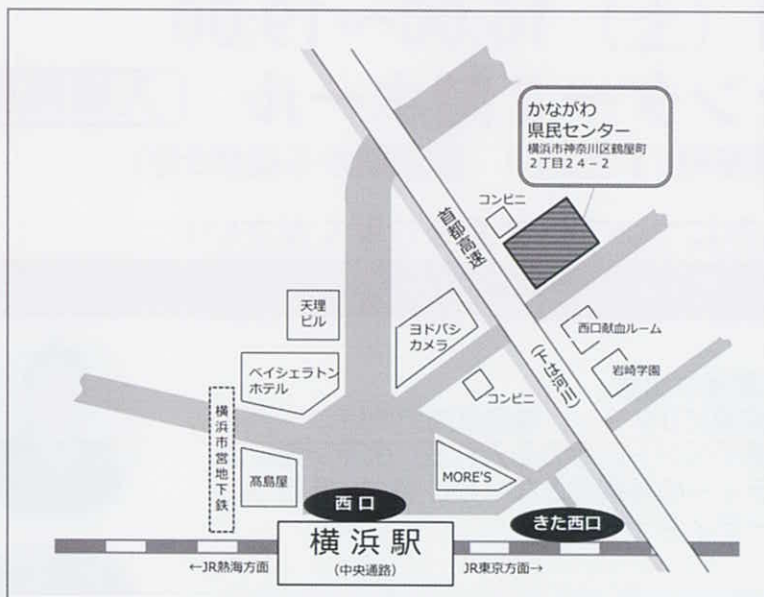 かながわ
県民センター
横浜市神奈川区鶴屋町
2丁目24-2
コンビニ
首都高速
(下は河川)
天理
ビル
ヨドバシ
カメラ
西口献血ルーム
岩崎学園
ベイシェラトン
ホテル
コンビニ
横浜市営地下鉄
髙島屋
MORE'S
西口
きた西口
横浜駅
(中央通路)
←JR熱海方面
JR東京方面→